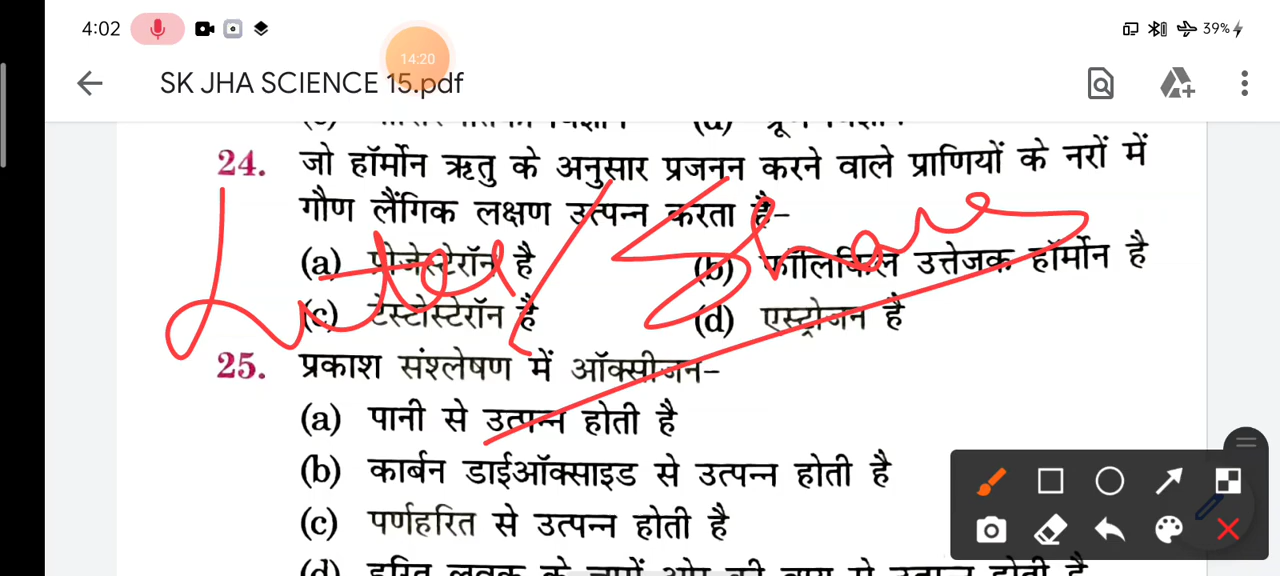 4:02
39%
14:20
SK JHA SCIENCE 15.pdf
24. जो हॉर्मोन ऋतु के अनुसार प्रजनन करने वाले प्राणियों के नरों में
गौण लैंगिक लक्षण उत्पन्न करता है–
(a) प्रोजेस्टेरॉन है (b) फॉलिकिल उत्तेजक हॉर्मोन है
(c) टेस्टोस्टेरॉन है (d) एस्ट्रोजन है
25. प्रकाश संश्लेषण में ऑक्सीजन–
(a) पानी से उत्पन्न होती है
(b) कार्बन डाईऑक्साइड से उत्पन्न होती है
(c) पर्णहरित से उत्पन्न होती है